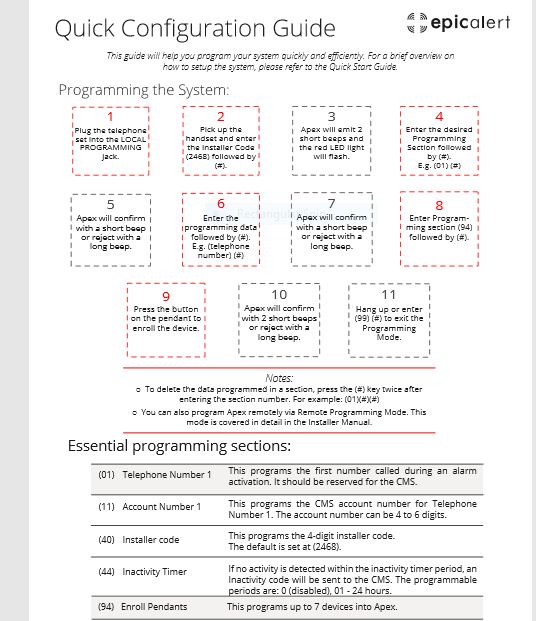 Quick Configuration Guide
epicalert
This guide will help you program your system quickly and efficiently. For a brief overview on
how to setup the system, please refer to the Quick Start Guide.
Programming the System:
1
Plug the telephone
set into the LOCAL
PROGRAMMING
jack.
2
Pick up the
handset and enter
the Installer Code
(2468) followed by
(#).
3
Apex will emit 2
short beeps and
the red LED light
will flash.
4
Enter the desired
Programming
Section followed
by (#).
E.g. (01) (#)
5
Apex will confirm
with a short beep
or reject with a
long beep.
6
Enter the
programming data
followed by (#).
E.g. (telephone
number) (#)
7
Apex will confirm
with a short beep
or reject with a
long beep.
8
Enter Program-
ming section (94)
followed by (#).
9
Press the button
on the pendant to
enroll the device.
10
Apex will confirm
with 2 short beeps
or reject with a
long beep.
11
Hang up or enter
(99) (#) to exit the
Programming
Mode.
Notes:
o To delete the data programmed in a section, press the (#) key twice after
entering the section number. For example: (01)(#)(#)
o You can also program Apex remotely via Remote Programming Mode. This
mode is covered in detail in the Installer Manual.
Essential programming sections:
(01) Telephone Number 1 This programs the first number called during an alarm
activation. It should be reserved for the CMS.
(11) Account Number 1 This programs the CMS account number for Telephone
Number 1. The account number can be 4 to 6 digits.
(40) Installer code This programs the 4-digit installer code.
The default is set at (2468).
(44) Inactivity Timer If no activity is detected within the inactivity timer period, an
Inactivity code will be sent to the CMS. The programmable
periods are: 0 (disabled), 01 - 24 hours.
(94) Enroll Pendants This programs up to 7 devices into Apex.